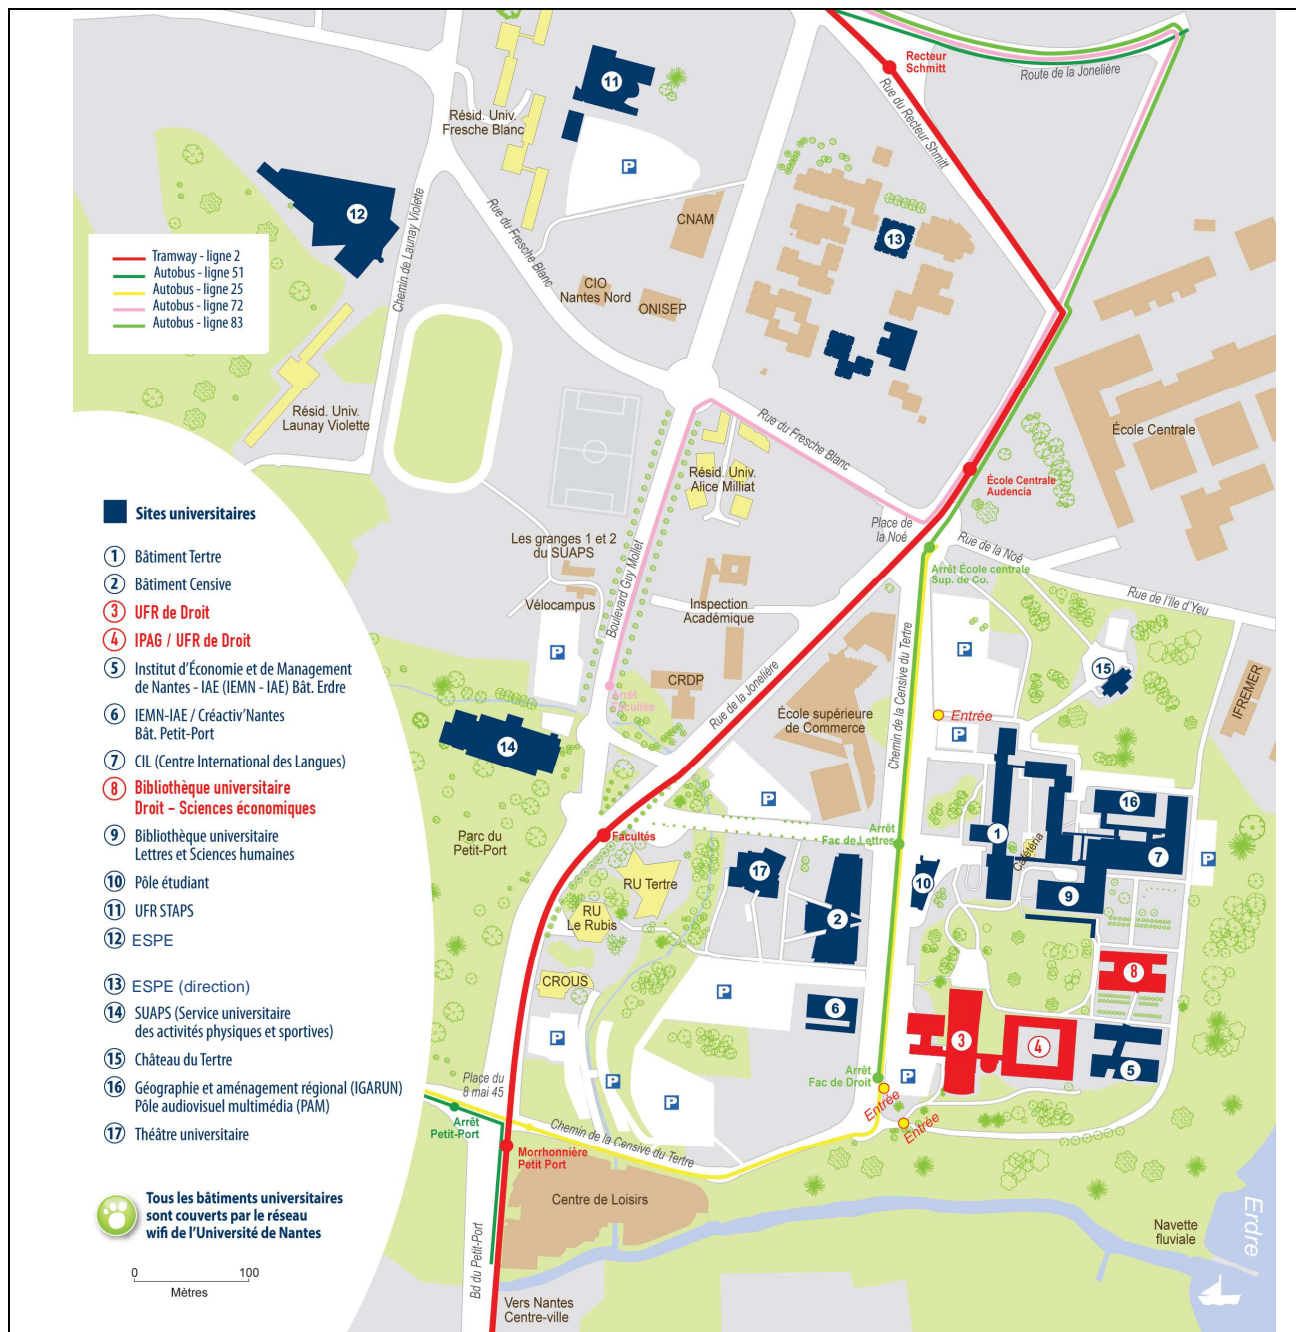 Recteur
Schmitt
Route de la Jonelière
Rue du Recteur Shmitt
11
Résid. Univ.
Fresche Blanc
P
12
Chemin de Launay Violette
Rue du Fresche Blanc
CNAM
13
Tramway - ligne 2
Autobus - ligne 51
Autobus - ligne 25
Autobus - ligne 72
Autobus - ligne 83
CIO
Nantes Nord
ONISEP
Résid. Univ.
Launay Violette
Rue du Fresche Blanc
École Centrale
Résid. Univ.
Alice Milliat
École Centrale
Audencia
Place de
la Noé
Rue de la Noé
Les granges 1 et 2
du SUAPS
Boulevard Guy Mollet
Arrêt École centrale
Sup. de Co.
Rue de l'Ile d'Yeu
Vélocampus
Inspection
Académique
P
P
15
IFREMER
Chemin de la Censive du Tertre
CRDP
Arrêt
Facultés
Rue de la Jonelière
École supérieure
de Commerce
Entrée
P
14
P
16
Parc du
Petit-Port
Facultés
Arrêt
Fac de Lettres
1
Cafétéria
7
P
RU Tertre
17
10
9
RU
Le Rubis
2
8
CROUS
P
6
3
4
P
5
Arrêt
Fac de Droit
P
Entrée
Entrée
P
P
Place du
8 mai 45
Arrêt
Petit-Port
Chemin de la Censive du Tertre
Morrhonnière
Petit Port
Centre de Loisirs
Bd du Petit-Port
Navette
fluviale
Erdre
Vers Nantes
Centre-ville
Sites universitaires
1 Bâtiment Tertre
2 Bâtiment Censive
3 UFR de Droit
4 IPAG / UFR de Droit
5 Institut d'Économie et de Management
de Nantes - IAE (IEMN - IAE) Bât. Erdre
6 IEMN-IAE / Créactiv'Nantes
Bât. Petit-Port
7 CIL (Centre International des Langues)
8 Bibliothèque universitaire
Droit – Sciences économiques
9 Bibliothèque universitaire
Lettres et Sciences humaines
10 Pôle étudiant
11 UFR STAPS
12 ESPE
13 ESPE (direction)
14 SUAPS (Service universitaire
des activités physiques et sportives)
15 Château du Tertre
16 Géographie et aménagement régional (IGARUN)
Pôle audiovisuel multimédia (PAM)
17 Théâtre universitaire
Tous les bâtiments universitaires
sont couverts par le réseau
wifi de l'Université de Nantes
0 100
Mètres